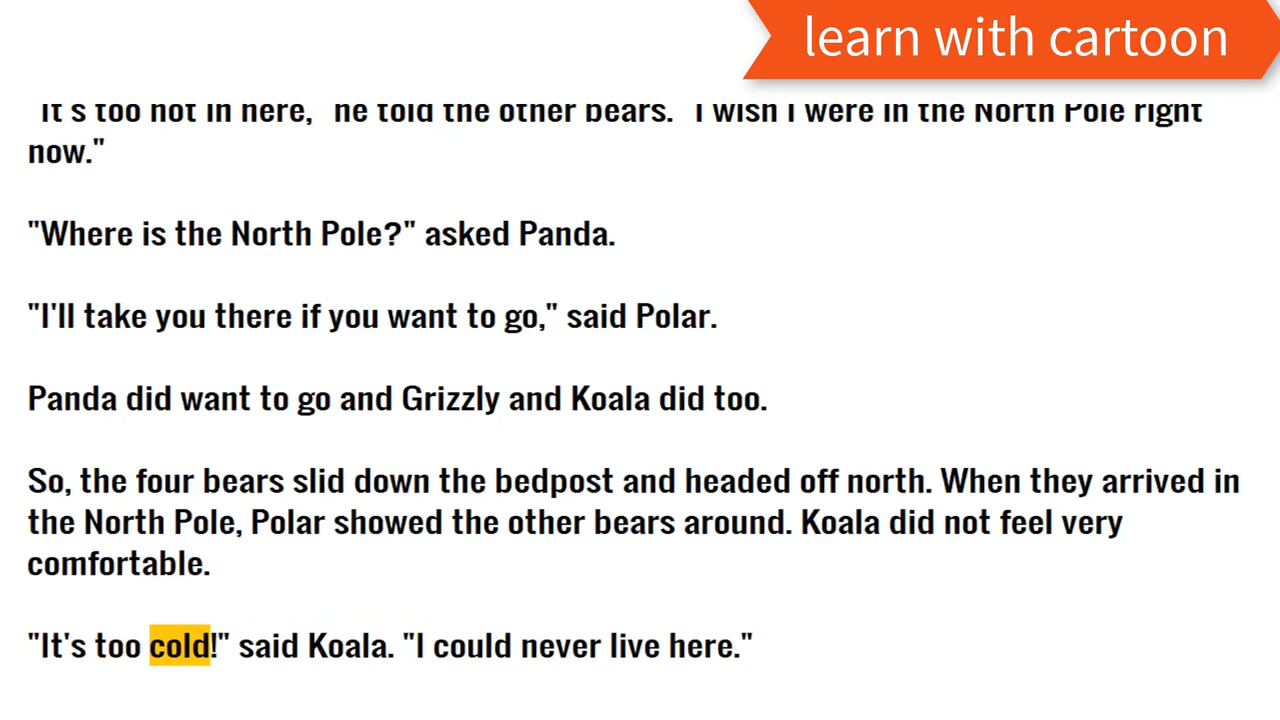 learn with cartoon
"It's too hot in here," he told the other bears. "I wish I were in the North Pole right
now."
"Where is the North Pole?" asked Panda.
"I'll take you there if you want to go," said Polar.
Panda did want to go and Grizzly and Koala did too.
So, the four bears slid down the bedpost and headed off north. When they arrived in
the North Pole, Polar showed the other bears around. Koala did not feel very
comfortable.
"It's too cold!" said Koala. "I could never live here."